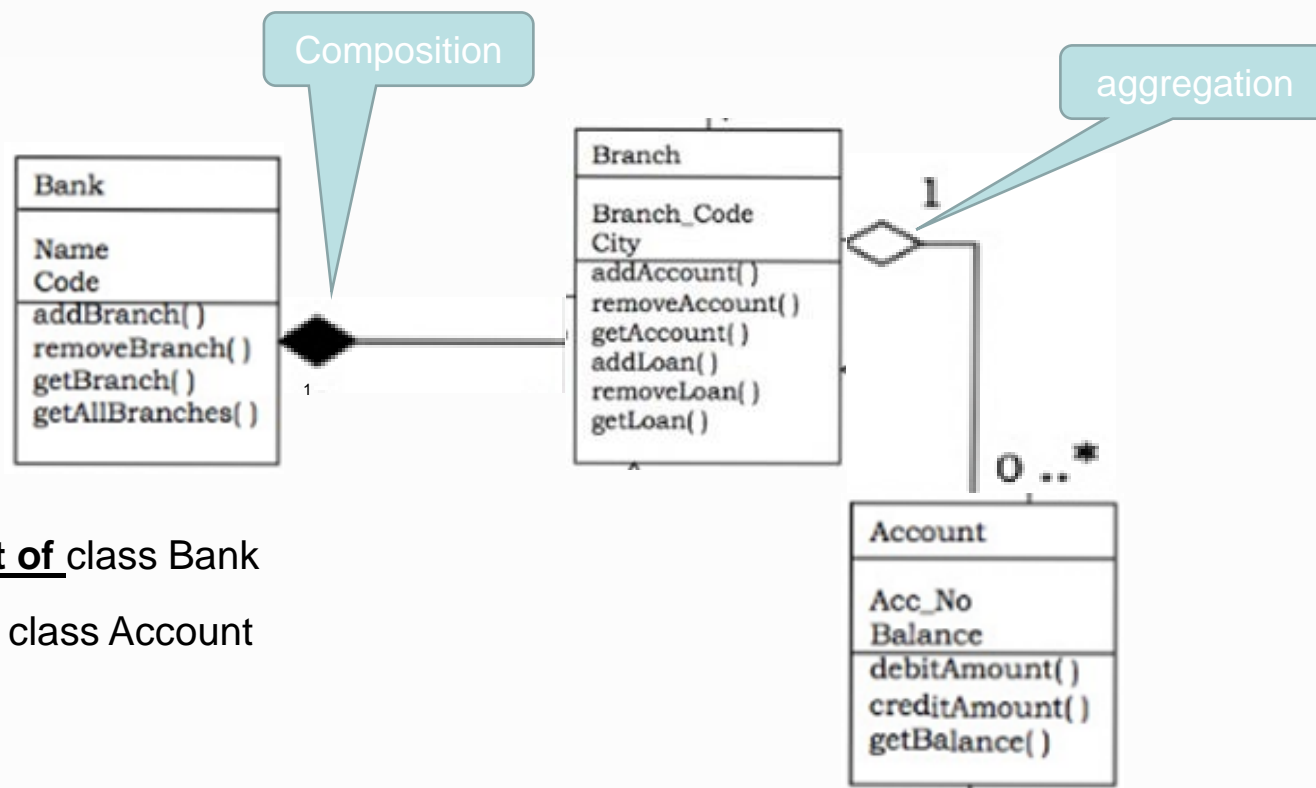 Composition
aggregation
Bank
Name
Code
addBranch( )
removeBranch( )
getBranch( )
getAllBranches( )
1
Branch
Branch_Code
City
addAccount( )
removeAccount( )
getAccount( )
addLoan( )
removeLoan( )
getLoan( )
1
0 ..*
Account
Acc_No
Balance
debitAmount( )
creditAmount( )
getBalance( )
of class Bank
class Account